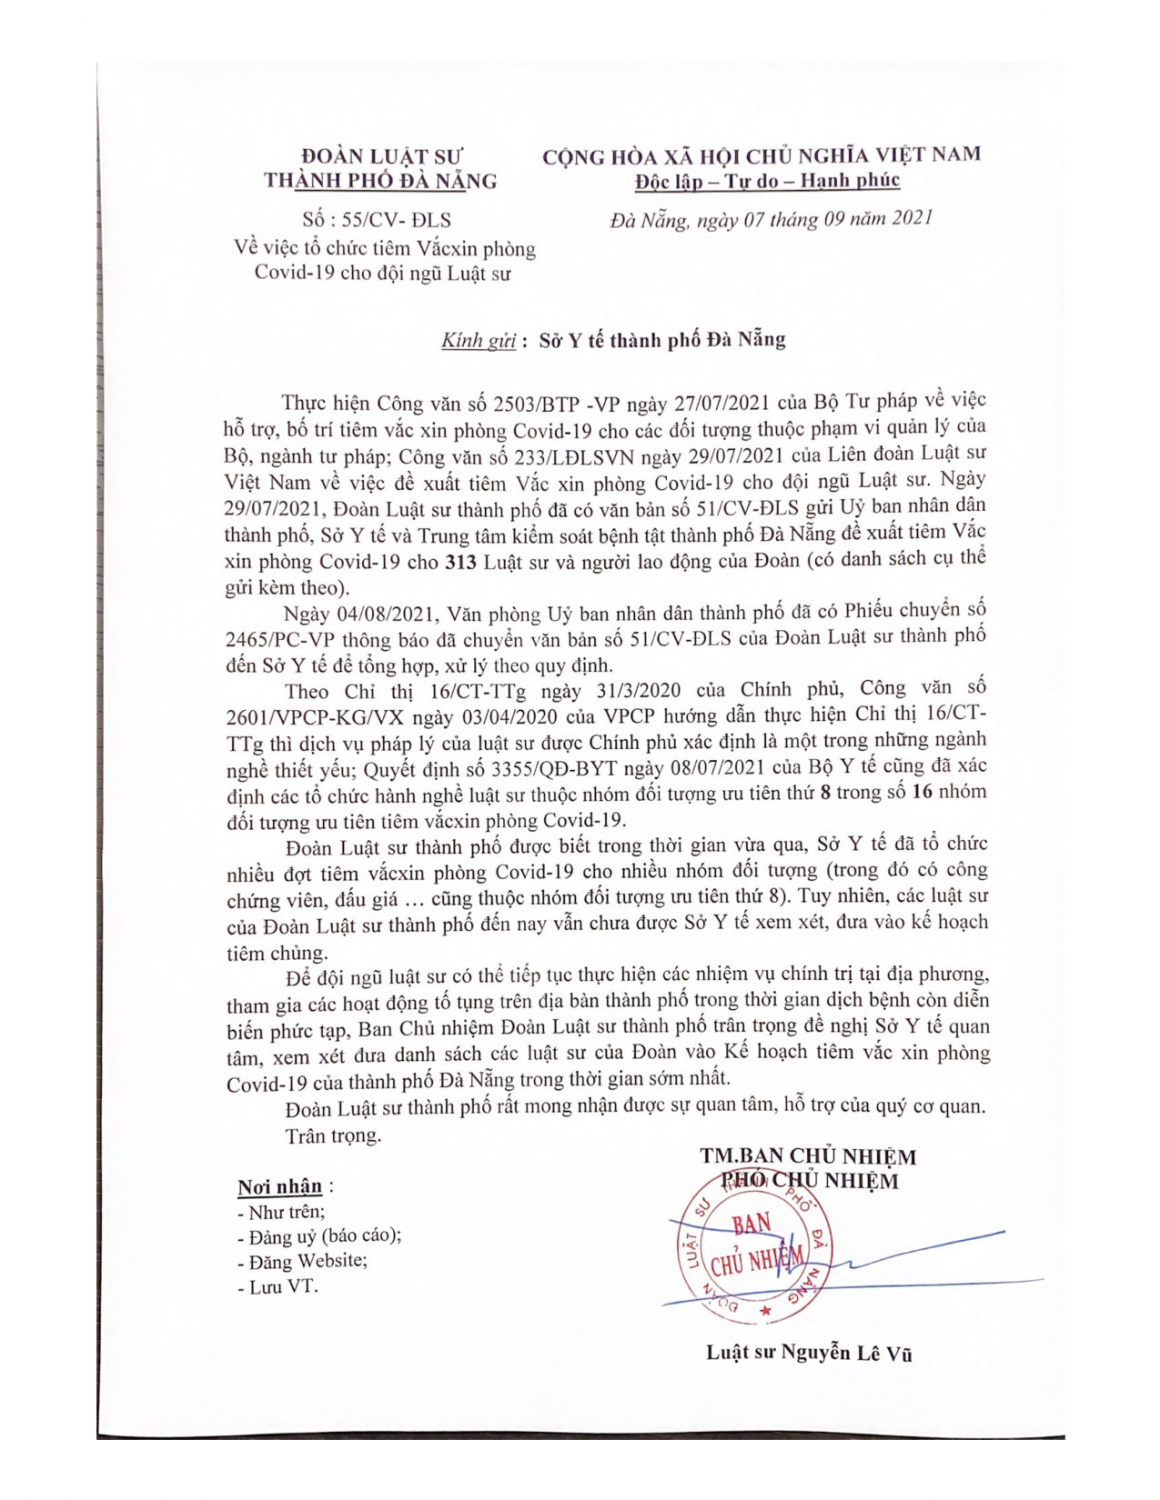 ĐOÀN LUẬT SƯ
THÀNH PHỐ ĐÀ NẴNG
Số : 55/CV- ĐLS
Về việc tổ chức tiêm Vắcxin phòng
Covid-19 cho đội ngũ Luật sư
CỘNG HÒA XÃ HỘI CHỦ NGHĨA VIỆT NAM
Độc lập – Tự do – Hạnh phúc
Đà Nẵng, ngày 07 tháng 09 năm 2021
Kính gửi : Sở Y tế thành phố Đà Nẵng
Thực hiện Công văn số 2503/BTP -VP ngày 27/07/2021 của Bộ Tư pháp về việc
hỗ trợ, bố trí tiêm vắc xin phòng Covid-19 cho các đối tượng thuộc phạm vi quản lý của
Bộ, ngành tư pháp; Công văn số 233/LĐLSVN ngày 29/07/2021 của Liên đoàn Luật sư
Việt Nam về việc đề xuất tiêm Vắc xin phòng Covid-19 cho đội ngũ Luật sư. Ngày
29/07/2021, Đoàn Luật sư thành phố đã có văn bản số 51/CV-ĐLS gửi Uỷ ban nhân dân
thành phố, Sở Y tế và Trung tâm kiểm soát bệnh tật thành phố Đà Nẵng đề xuất tiêm Vắc
xin phòng Covid-19 cho 313 Luật sư và người lao động của Đoàn (có danh sách cụ thể
gửi kèm theo).
Ngày 04/08/2021, Văn phòng Uỷ ban nhân dân thành phố đã có Phiếu chuyển số
2465/PC-VP thông báo đã chuyển văn bản số 51/CV-ĐLS của Đoàn Luật sư thành phố
đến Sở Y tế để tổng hợp, xử lý theo quy định.
Theo Chỉ thị 16/CT-TTg ngày 31/3/2020 của Chính phủ, Công văn số
2601/VPCP-KG/VX ngày 03/04/2020 của VPCP hướng dẫn thực hiện Chỉ thị 16/CT-
TTg thì dịch vụ pháp lý của luật sư được Chính phủ xác định là một trong những ngành
nghề thiết yếu; Quyết định số 3355/QĐ-BYT ngày 08/07/2021 của Bộ Y tế cũng đã xác
định các tổ chức hành nghề luật sư thuộc nhóm đối tượng ưu tiên thứ 8 trong số 16 nhóm
đối tượng ưu tiên tiêm vắcxin phòng Covid-19.
Đoàn Luật sư thành phố được biết trong thời gian vừa qua, Sở Y tế đã tổ chức
nhiều đợt tiêm vắcxin phòng Covid-19 cho nhiều nhóm đối tượng (trong đó có công
chứng viên, đấu giá … cũng thuộc nhóm đối tượng ưu tiên thứ 8). Tuy nhiên, các luật sư
của Đoàn Luật sư thành phố đến nay vẫn chưa được Sở Y tế xem xét, đưa vào kế hoạch
tiêm chủng.
Để đội ngũ luật sư có thể tiếp tục thực hiện các nhiệm vụ chính trị tại địa phương,
tham gia các hoạt động tố tụng trên địa bàn thành phố trong thời gian dịch bệnh còn diễn
biến phức tạp, Ban Chủ nhiệm Đoàn Luật sư thành phố trân trọng đề nghị Sở Y tế quan
tâm, xem xét đưa danh sách các luật sư của Đoàn vào Kế hoạch tiêm vắc xin phòng
Covid-19 của thành phố Đà Nẵng trong thời gian sớm nhất.
Đoàn Luật sư thành phố rất mong nhận được sự quan tâm, hỗ trợ của quý cơ quan.
Trân trọng.
Nơi nhận :
- Như trên;
- Đảng uỷ (báo cáo);
- Đăng Website;
- Lưu VT.
TM.BAN CHỦ NHIỆM
PHÓ CHỦ NHIỆM
ĐOÀN LUẬT SƯ THÀNH PHỐ ĐÀ NẴNG
BAN
CHỦ NHIỆM
Luật sư Nguyễn Lê Vũ